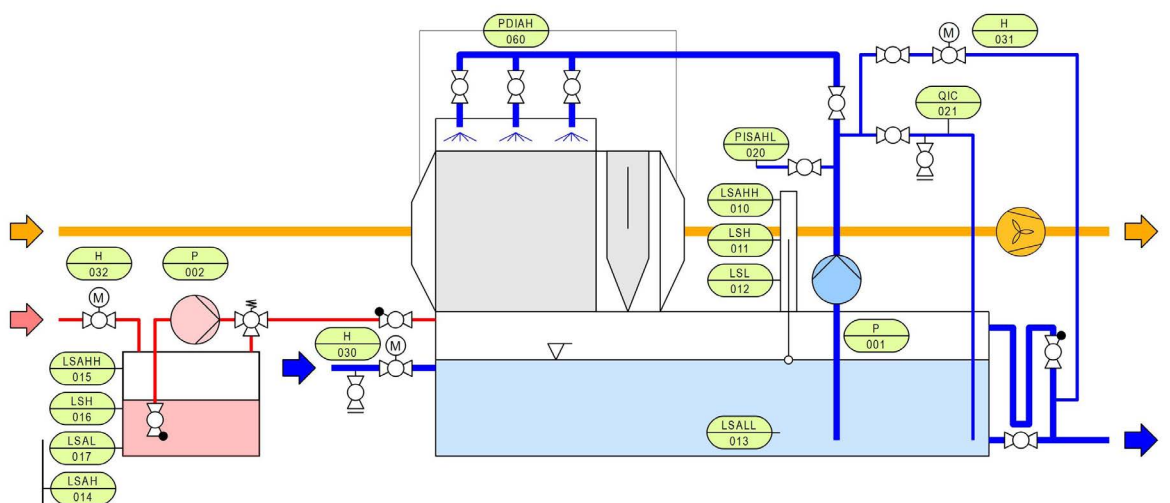 PDIAH
060
M
H
031
QIC
021
PISAHL
020
LSAHH
010
LSH
011
LSL
012
H
032
P
002
M
H
030
M
P
001
LSAHH
015
LSH
016
LSAL
017
LSAH
014
LSALL
013